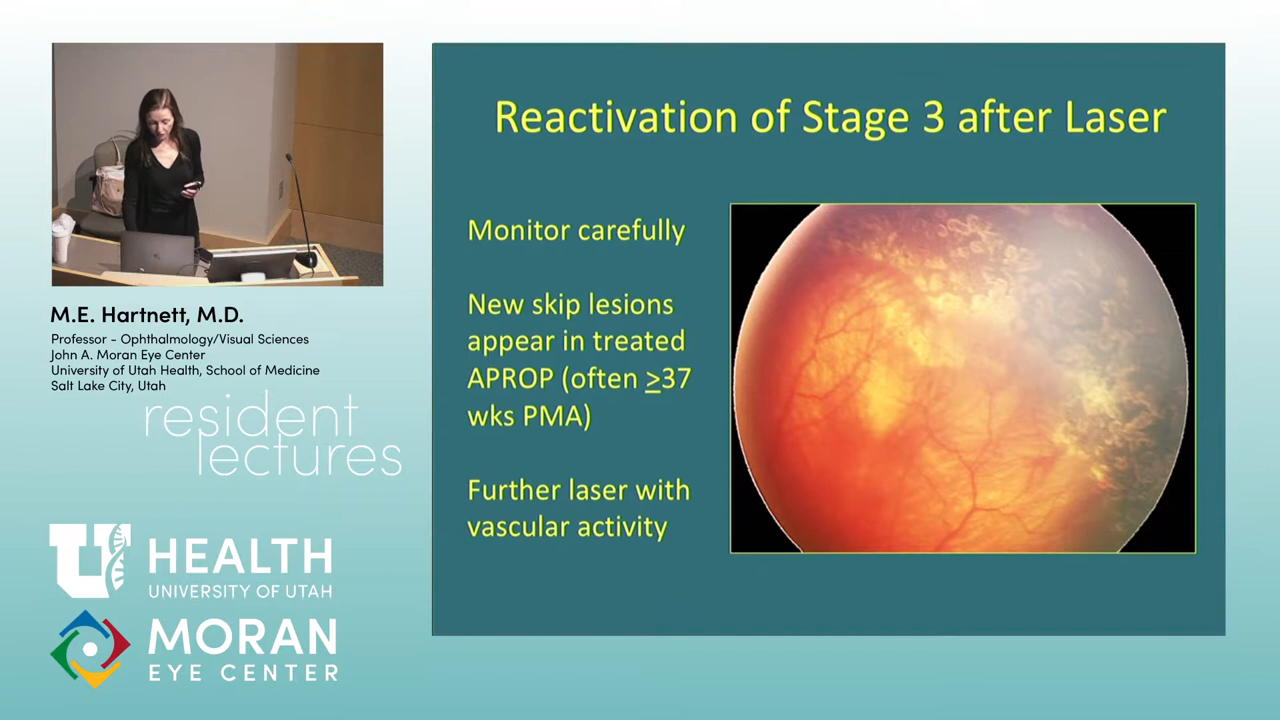 Reactivation of Stage 3 after Laser
Monitor carefully
New skip lesions
appear in treated
APROP (often ≥37
wks PMA)
Further laser with
vascular activity
M.E. Hartnett, M.D.
Professor - Ophthalmology/Visual Sciences
John A. Moran Eye Center
University of Utah Health, School of Medicine
Salt Lake City, Utah
resident
lectures
U HEALTH
UNIVERSITY OF UTAH
MORAN
EYE CENTER